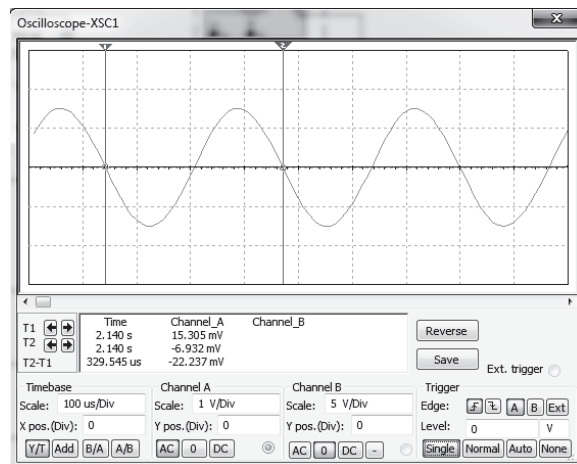 Oscilloscope-XSC1
1 2
Time Channel_A Channel_B
T1 2.140 s 15.305 mV
T2 2.140 s -6.932 mV
T2-T1 329.545 us -22.237 mV
Reverse
Save
Ext. trigger
Timebase
Scale: 100 us/Div
X pos.(Div): 0
Y/T Add B/A A/B
Channel A
Scale: 1 V/Div
Y pos.(Div): 0
AC 0 DC
Channel B
Scale: 5 V/Div
Y pos.(Div): 0
AC 0 DC -
Trigger
Edge: A B Ext
Level: 0 V
Single Normal Auto None